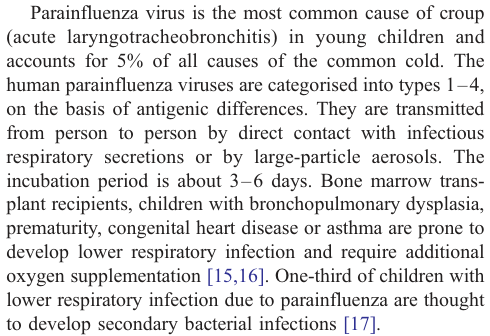 Parainfluenza virus is the most common cause of croup
(acute laryngotracheobronchitis) in young children and
accounts for 5% of all causes of the common cold. The
human parainfluenza viruses are categorised into types 1–4,
on the basis of antigenic differences. They are transmitted
from person to person by direct contact with infectious
respiratory secretions or by large-particle aerosols. The
incubation period is about 3–6 days. Bone marrow trans-
plant recipients, children with bronchopulmonary dysplasia,
prematurity, congenital heart disease or asthma are prone to
develop lower respiratory infection and require additional
oxygen supplementation [15,16]. One-third of children with
lower respiratory infection due to parainfluenza are thought
to develop secondary bacterial infections [17].